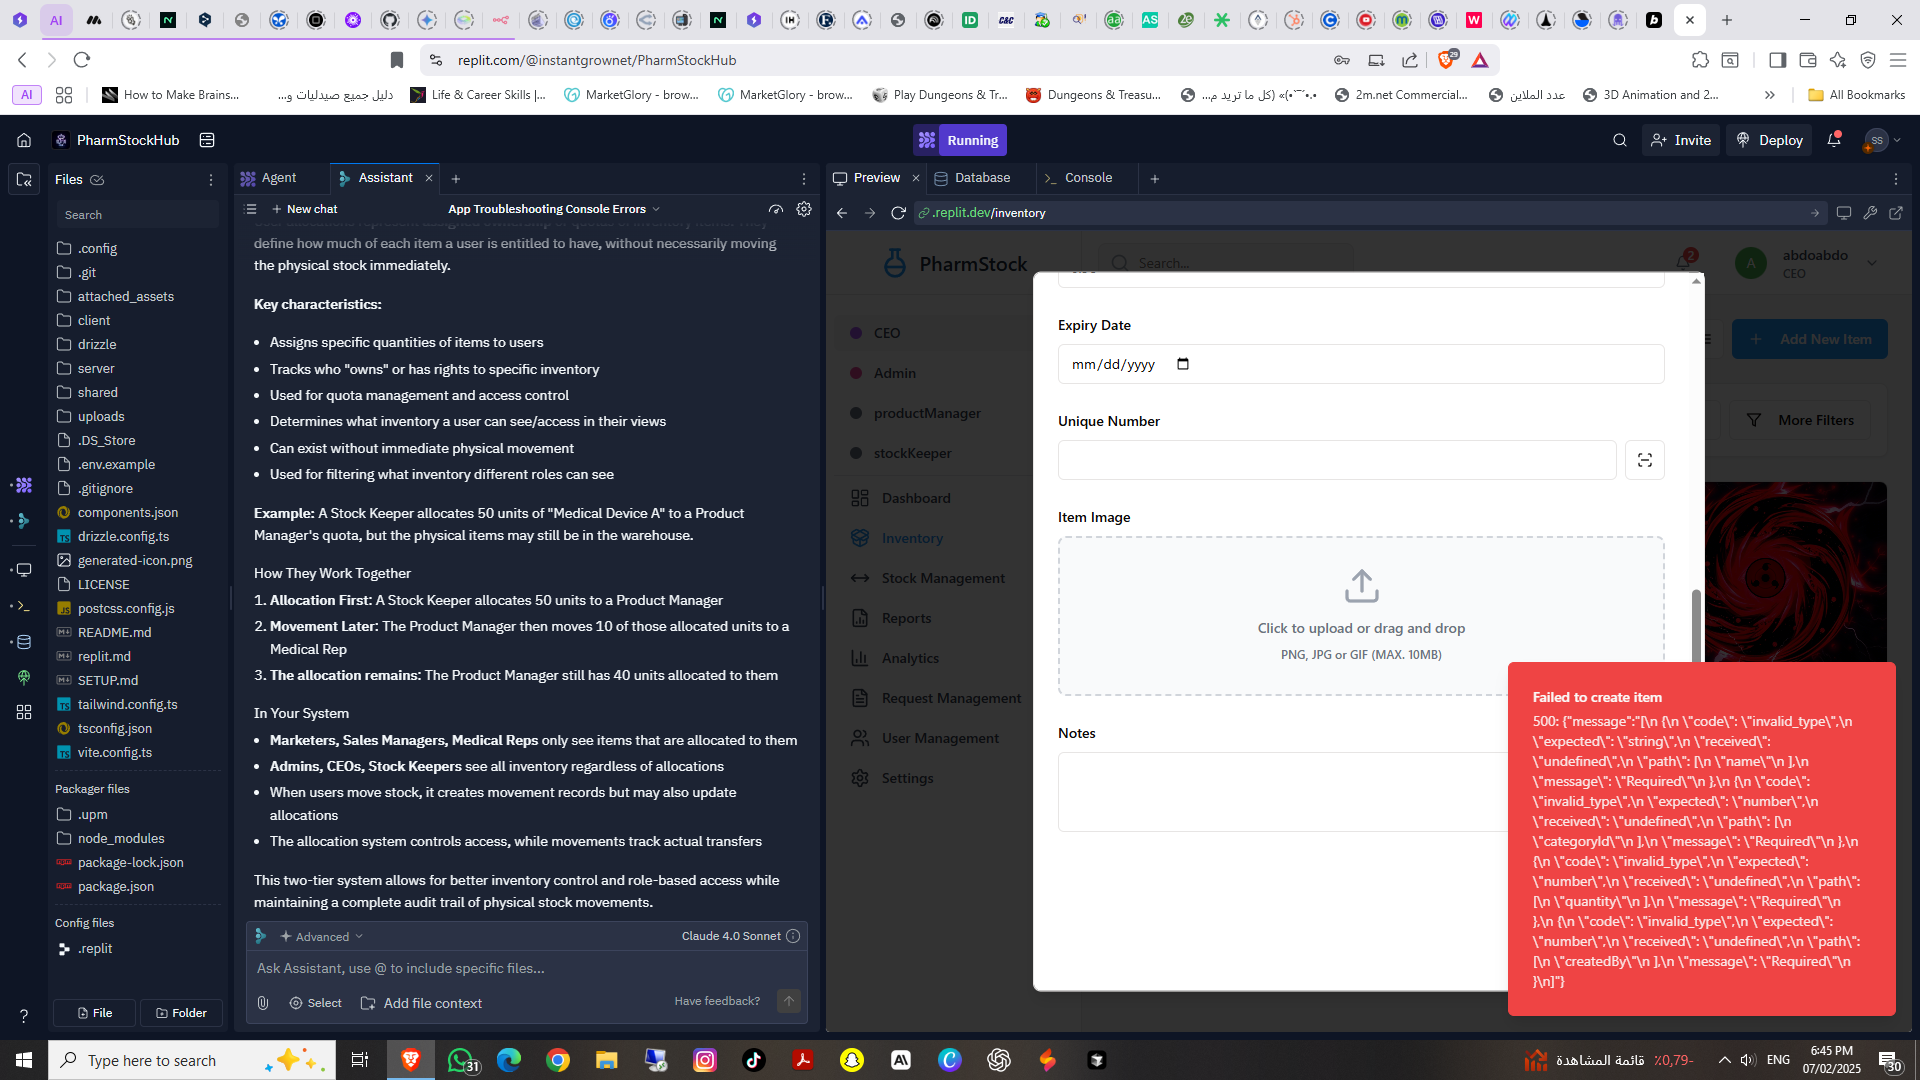 AI
replit.com/@instantgrownet/PharmStockHub
29
AI
How to Make Brains...
دليل جميع صيدليات و...
Life & Career Skills |...
MarketGlory - brow...
MarketGlory - brow...
Play Dungeons & Tr...
Dungeons & Treasu...
2m.net Commercial...
عدد الملاين
3D Animation and 2...
All Bookmarks
PharmStockHub
Running
Invite
Deploy
SS
Files
Search
.config
.git
attached_assets
client
drizzle
server
shared
uploads
.DS_Store
.env.example
.gitignore
components.json
drizzle.config.ts
generated-icon.png
LICENSE
postcss.config.js
README.md
replit.md
SETUP.md
tailwind.config.ts
tsconfig.json
vite.config.ts
Packager files
.upm
node_modules
package-lock.json
package.json
Config files
.replit
File
Folder
Agent
Assistant
New chat
App Troubleshooting Console Errors
define how much of each item a user is entitled to have, without necessarily moving
the physical stock immediately.
Key characteristics:
• Assigns specific quantities of items to users
• Tracks who "owns" or has rights to specific inventory
• Used for quota management and access control
• Determines what inventory a user can see/access in their views
• Can exist without immediate physical movement
• Used for filtering what inventory different roles can see
Example: A Stock Keeper allocates 50 units of "Medical Device A" to a Product
Manager's quota, but the physical items may still be in the warehouse.
How They Work Together
1. Allocation First: A Stock Keeper allocates 50 units to a Product Manager
2. Movement Later: The Product Manager then moves 10 of those allocated units to a
Medical Rep
3. The allocation remains: The Product Manager still has 40 units allocated to them
In Your System
• Marketers, Sales Managers, Medical Reps only see items that are allocated to them
• Admins, CEOs, Stock Keepers see all inventory regardless of allocations
• When users move stock, it creates movement records but may also update
allocations
• The allocation system controls access, while movements track actual transfers
This two-tier system allows for better inventory control and role-based access while
maintaining a complete audit trail of physical stock movements.
Advanced
Claude 4.0 Sonnet
Ask Assistant, use @ to include specific files...
Select
Add file context
Have feedback?
Preview
Database
Console
.replit.dev/inventory
PharmStock
Search...
2
A
abdoabdo
CEO
CEO
Admin
productManager
stockKeeper
Dashboard
Inventory
Stock Management
Reports
Analytics
Request Management
User Management
Settings
Add New Item
More Filters
Expiry Date
mm/dd/yyyy
Unique Number
Item Image
Click to upload or drag and drop
PNG, JPG or GIF (MAX. 10MB)
Notes
Failed to create item
500: {"message":"[\n {\n \"code\": \"invalid_type\",\n
\"expected\": \"string\",\n \"received\":
\"undefined\",\n \"path\": [\n \"name\"\n ],\n
\"message\": \"Required\"\n },\n {\n \"code\":
\"invalid_type\",\n \"expected\": \"number\",\n
\"received\": \"undefined\",\n \"path\": [\n
\"categoryId\"\n ],\n \"message\": \"Required\"\n },\n
{\n \"code\": \"invalid_type\",\n \"expected\":
\"number\",\n \"received\": \"undefined\",\n \"path\":
[\n \"quantity\"\n ],\n \"message\": \"Required\"\n
},\n {\n \"code\": \"invalid_type\",\n \"expected\":
\"number\",\n \"received\": \"undefined\",\n \"path\":
[\n \"createdBy\"\n ],\n \"message\": \"Required\"\n
}\n]"}
Type here to search
31
قائمة المشاهدة
٪0,79-
ENG
6:45 PM
07/02/2025
30